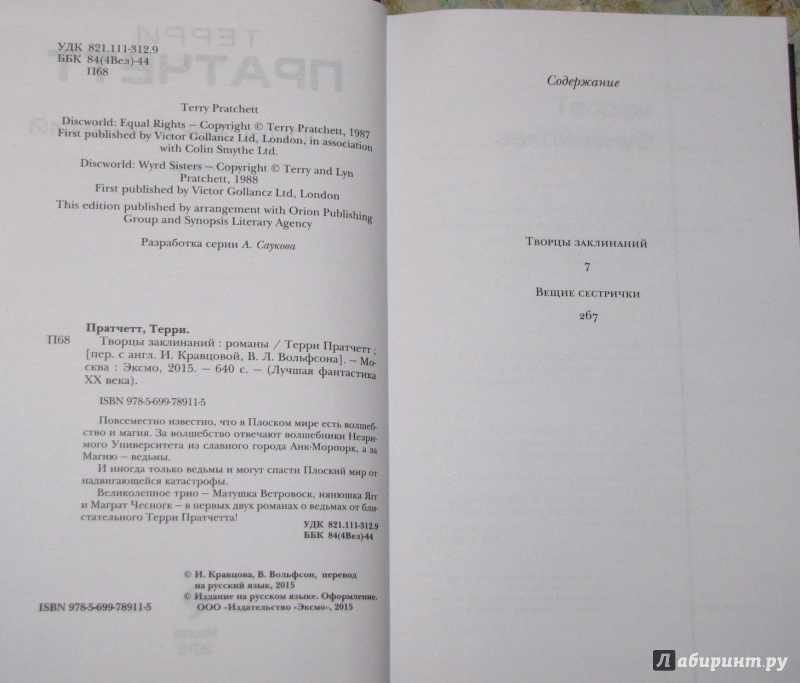 УДК 821.111-312.9
ББК 84(4Вел)-44
П68
Terry Pratchett
Discworld: Equal Rights — Copyright © Terry Pratchett, 1987
First published by Victor Gollancz Ltd, London, in association
with Colin Smythe Ltd.
Discworld: Wyrd Sisters — Copyright © Terry and Lyn
Pratchett, 1988
First published by Victor Gollancz Ltd, London
This edition published by arrangement with Orion Publishing
Group and Synopsis Literary Agency
Разработка серии А. Саукова
Пратчетт, Терри.
П68 Творцы заклинаний : романы / Терри Пратчетт ;
[пер. с англ. И. Кравцовой, В. Л. Вольфсона]. — Мо-
сква : Эксмо, 2015. — 640 с. — (Лучшая фантастика
XX века).
ISBN 978-5-699-78911-5
Повсеместно известно, что в Плоском мире есть волшеб-
ство и магия. За волшебство отвечают волшебники Незри-
мого Университета из славного города Анк-Морпорк, а за
Магию — ведьмы.
И иногда только ведьмы и могут спасти Плоский мир от
надвигающейся катастрофы.
Великолепное трио — Матушка Ветровоск, нянюшка Ягг
и Маграт Чесногк — в первых двух романах о ведьмах от бли-
стательного Терри Пратчетта!
УДК 821.111-312.9
ББК 84(4Вел)-44
© И. Кравцова, В. Вольфсон, перевод
на русский язык, 2015
© Издание на русском языке. Оформление.
ISBN 978-5-699-78911-5 ООО «Издательство «Эксмо», 2015
Содержание
Творцы заклинаний
7
Вещие сестрички
267
Лабиринт.ру